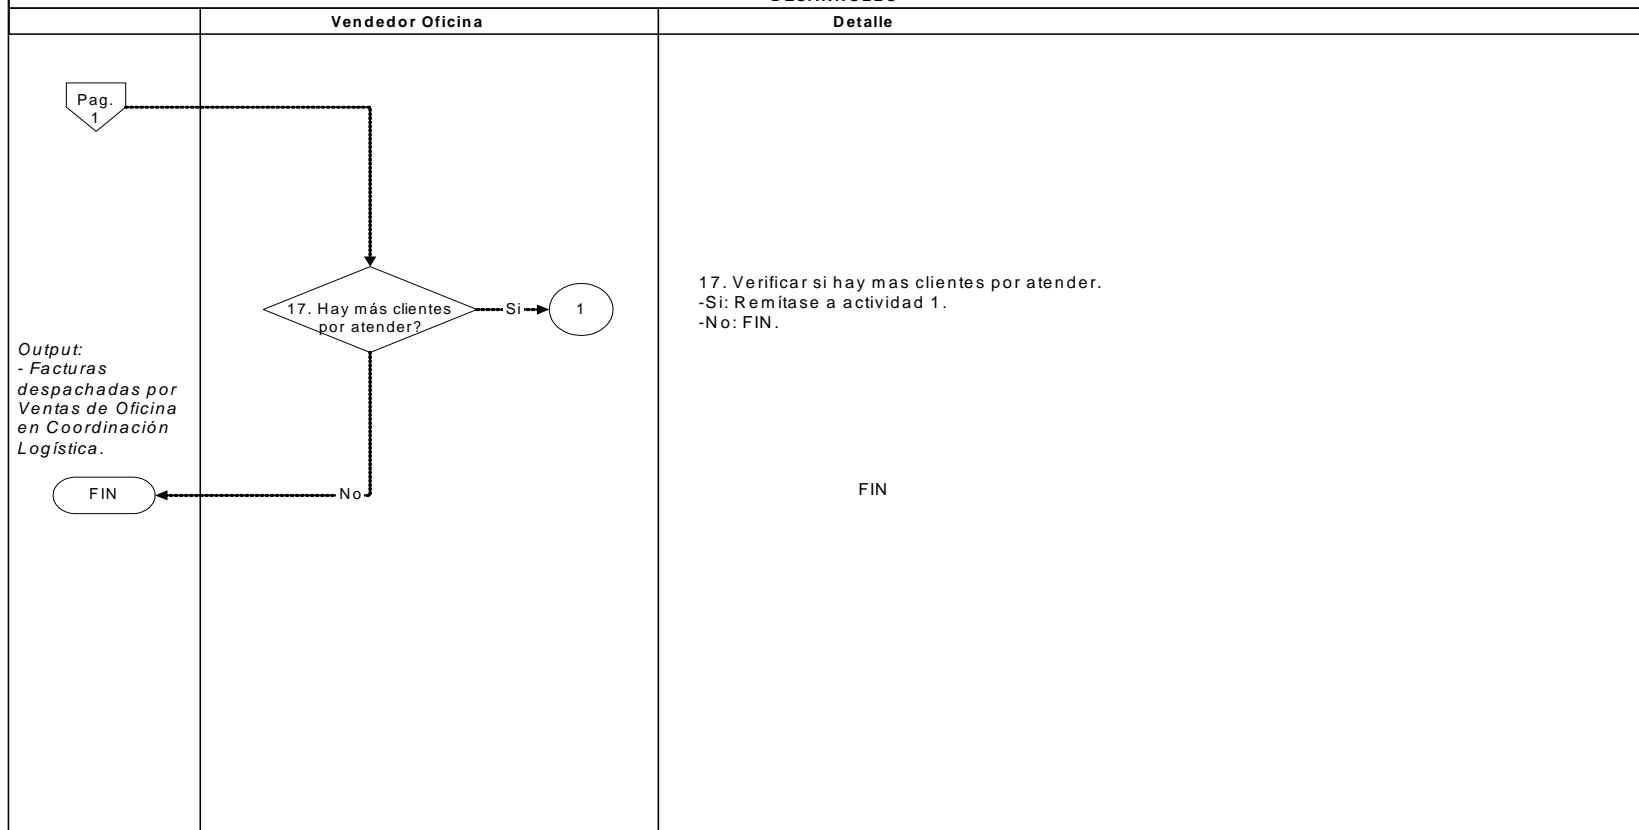 Vendedor Oficina
Detalle
Pag.
1
17. Hay más clientes
por atender?
Si
1
17. Verificar si hay mas clientes por atender.
-Si: Remítase a actividad 1.
-No: FIN.
Output:
- Facturas
despachadas por
Ventas de Oficina
en Coordinación
Logística.
FIN
No
FIN